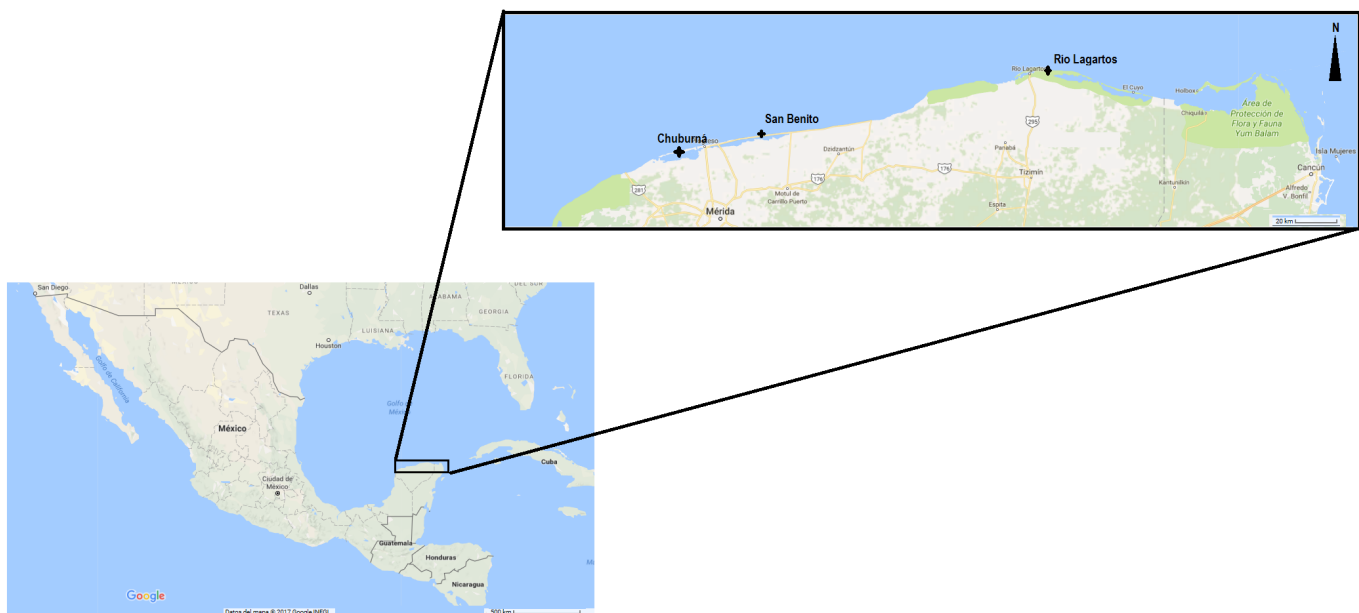 N
Rio Lagartos
Rio Lagartos
El Cuyo
Holbox
Chiquilá
Área de
Protección de
Flora y Fauna
Yum Balam
Isla Mujeres
Cancún
Alfredo
V. Bonfil
San Benito
Chuburná
Dzidzantún
295
Panabá
Tizimín
Kantunilkín
281
176
176
Motul de
Carrillo Puerto
Espita
Mérida
20 km
San Diego
Dallas
ALABAMA
DEL SUR
GEORGIA
TEXAS
LUISIANA
Houston
FLORIDA
Golfo de California
Golfo de
México
México
Cuba
Ciudad de
México
Guatemala
Honduras
Nicaragua
Google
Datos del mapa © 2017 Google INEGI
500 km